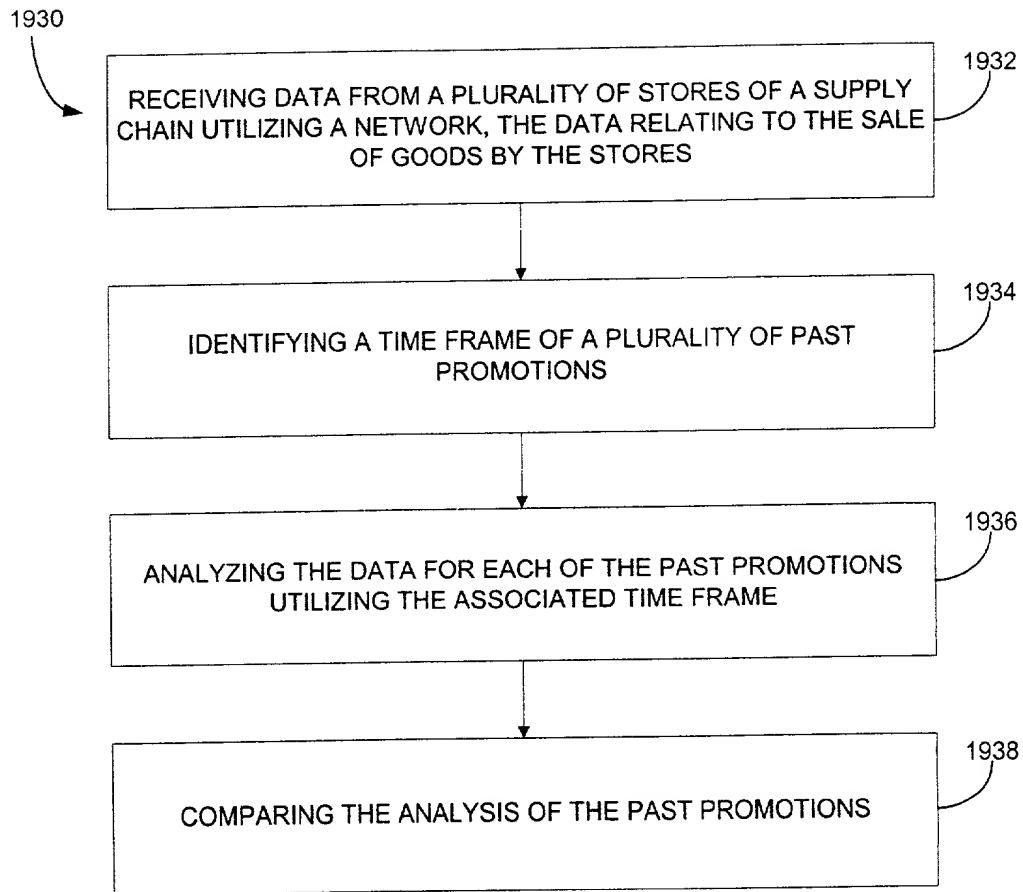 1930
1932
RECEIVING DATA FROM A PLURALITY OF STORES OF A SUPPLY
CHAIN UTILIZING A NETWORK, THE DATA RELATING TO THE SALE
OF GOODS BY THE STORES
1934
IDENTIFYING A TIME FRAME OF A PLURALITY OF PAST
PROMOTIONS
1936
ANALYZING THE DATA FOR EACH OF THE PAST PROMOTIONS
UTILIZING THE ASSOCIATED TIME FRAME
1938
COMPARING THE ANALYSIS OF THE PAST PROMOTIONS